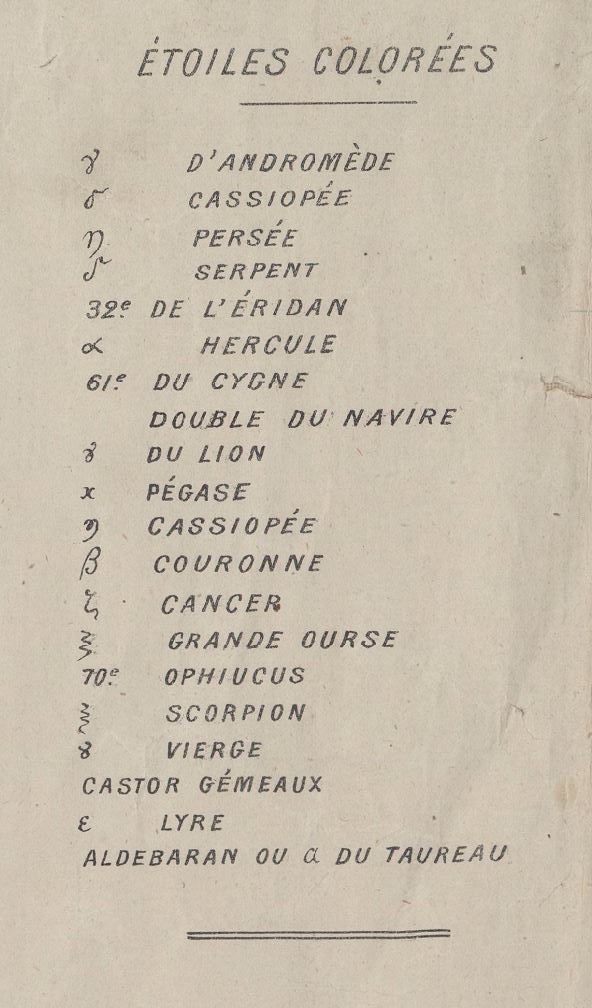 ÉTOILES COLORÉES
γ D'ANDROMÈDE
σ CASSIOPÉE
η PERSÉE
δ SERPENT
32e DE L'ÉRIDAN
α HERCULE
61e DU CYGNE
DOUBLE DU NAVIRE
γ DU LION
x PÉGASE
η CASSIOPÉE
β COURONNE
ζ CANCER
ξ GRANDE OURSE
70e OPHIUCUS
ξ SCORPION
γ VIERGE
CASTOR GÉMEAUX
ε LYRE
ALDEBARAN OU α DU TAUREAU